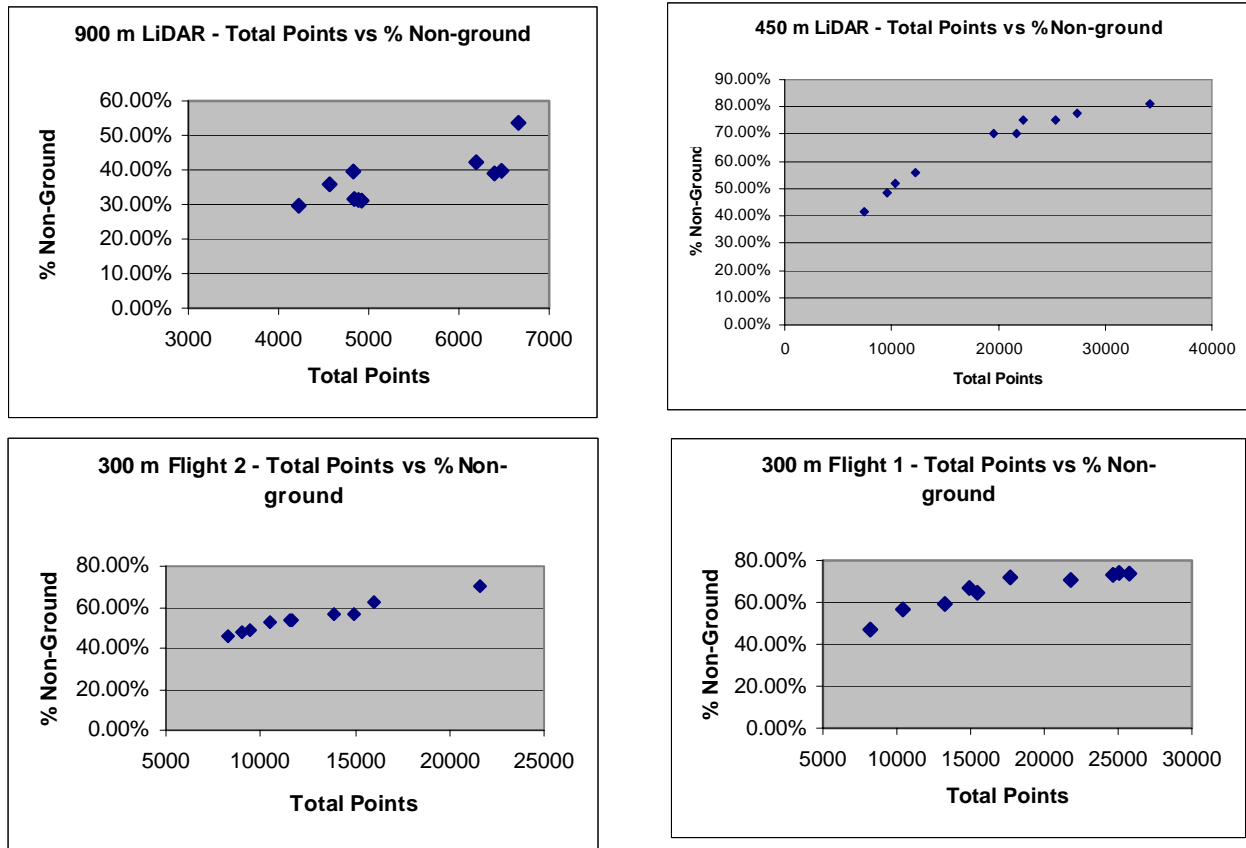 900 m LiDAR - Total Points vs % Non-ground
60.00%
50.00%
40.00%
30.00%
20.00%
10.00%
0.00%
% Non-Ground
3000 4000 5000 6000 7000
Total Points
450 m LiDAR - Total Points vs %Non-ground
90.00%
80.00%
70.00%
60.00%
50.00%
40.00%
30.00%
20.00%
10.00%
0.00%
% Non-Ground
0 10000 20000 30000 40000
Total Points
300 m Flight 2 - Total Points vs % Non-
ground
80.00%
60.00%
40.00%
20.00%
0.00%
% Non-Ground
5000 10000 15000 20000 25000
Total Points
300 m Flight 1 - Total Points vs % Non-
ground
80.00%
60.00%
40.00%
20.00%
0.00%
% Non-Ground
5000 10000 15000 20000 25000 30000
Total Points